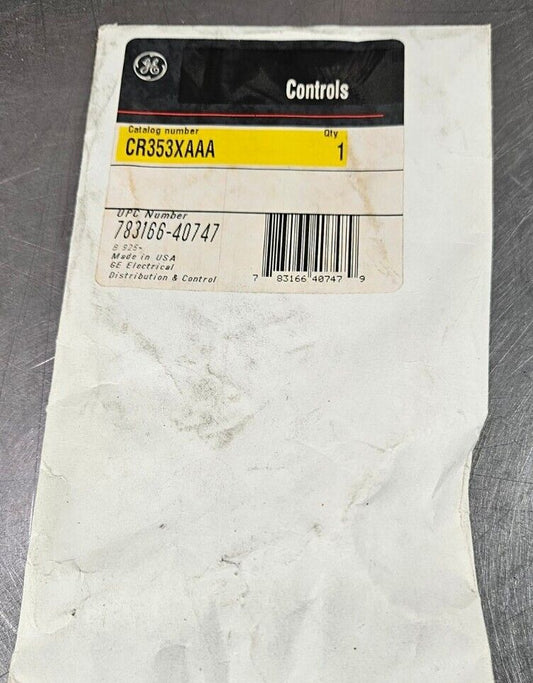 GE
Controls
Catalog number Qty
CR353XAAA 1
UPC Number
783166-40747
Made in USA
GE Electrical
Distribution & Control
7 83166 40747 9